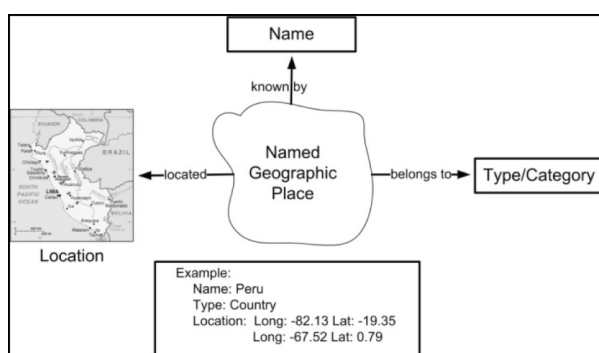 Name
known by
Named
Geographic
Place
located
belongs to
Type/Category
ECUADOR
COLOMBIA
BRAZIL
SOUTH
PACIFIC
OCEAN
LIMA
BOLIVIA
Location
Example:
Name: Peru
Type: Country
Location: Long: -82.13 Lat: -19.35
Long: -67.52 Lat: 0.79